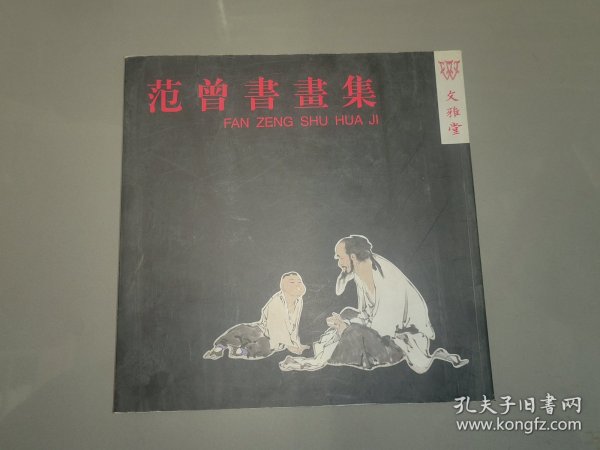 范曾書畫集
FAN ZENG SHU HUA JI
文雅堂
孔夫子旧書网
www.kongfz.com